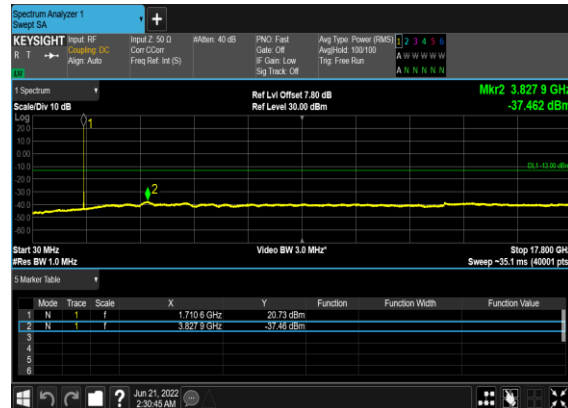 Spectrum Analyzer 1
Swept SA
+
KEYSIGHT Input: RF Input Z: 50 Ω #Atten: 40 dB PNO: Fast Avg Type: Power (RMS) 1 2 3 4 5 6
R T Coupling: DC Corr CCorr Gate: Off Avg|Hold: 100/100 A W W W W W
Align: Auto Freq Ref: Int (S) IF Gain: Low Trig: Free Run
Sig Track: Off A N N N N N
1 Spectrum Ref Lvl Offset 7.80 dB Mkr2 3.827 9 GHz
Scale/Div 10 dB Ref Level 30.00 dBm -37.462 dBm
Log
1
20.0
10.0
0.00
-10.0 DL1 -13.00 dBm
-20.0
-30.0 2
-40.0
-50.0
-60.0
Start 30 MHz Video BW 3.0 MHz* Stop 17.800 GHz
#Res BW 1.0 MHz Sweep ~35.1 ms (40001 pts)
5 Marker Table
Mode Trace Scale X Y Function Function Width Function Value
1 N 1 f 1.710 6 GHz 20.73 dBm
2 N 1 f 3.827 9 GHz -37.46 dBm
3
4
5
6
? Jun 21, 2022
2:30:45 AM